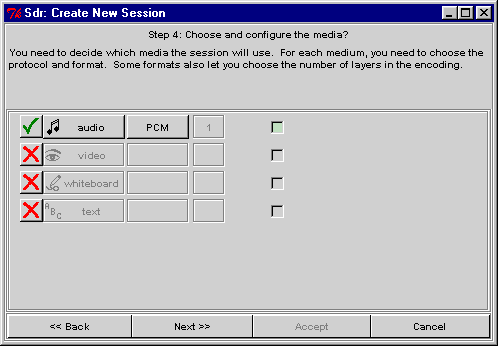 Sdr: Create New Session
Step 4: Choose and configure the media?
You need to decide which media the session will use.  For each medium, you need to choose the
protocol and format.  Some formats also let you choose the number of layers in the encoding.
audio PCM 1
video
whiteboard
ABC text
<< Back Next >> Accept Cancel